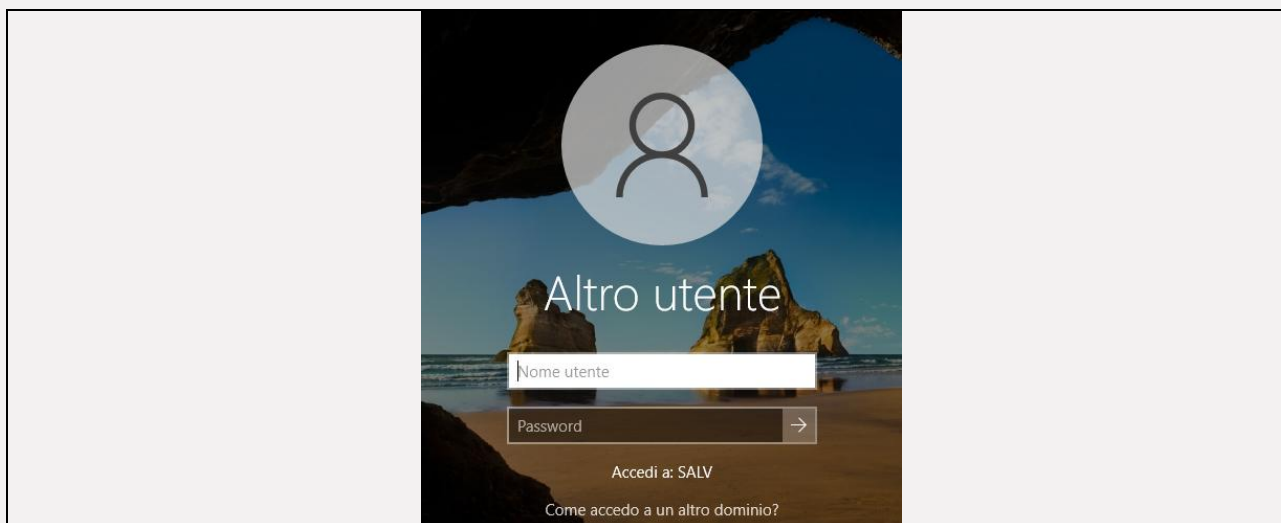 Altro utente
Nome utente
Password
Accedi a: SALV
Come accedo a un altro dominio?